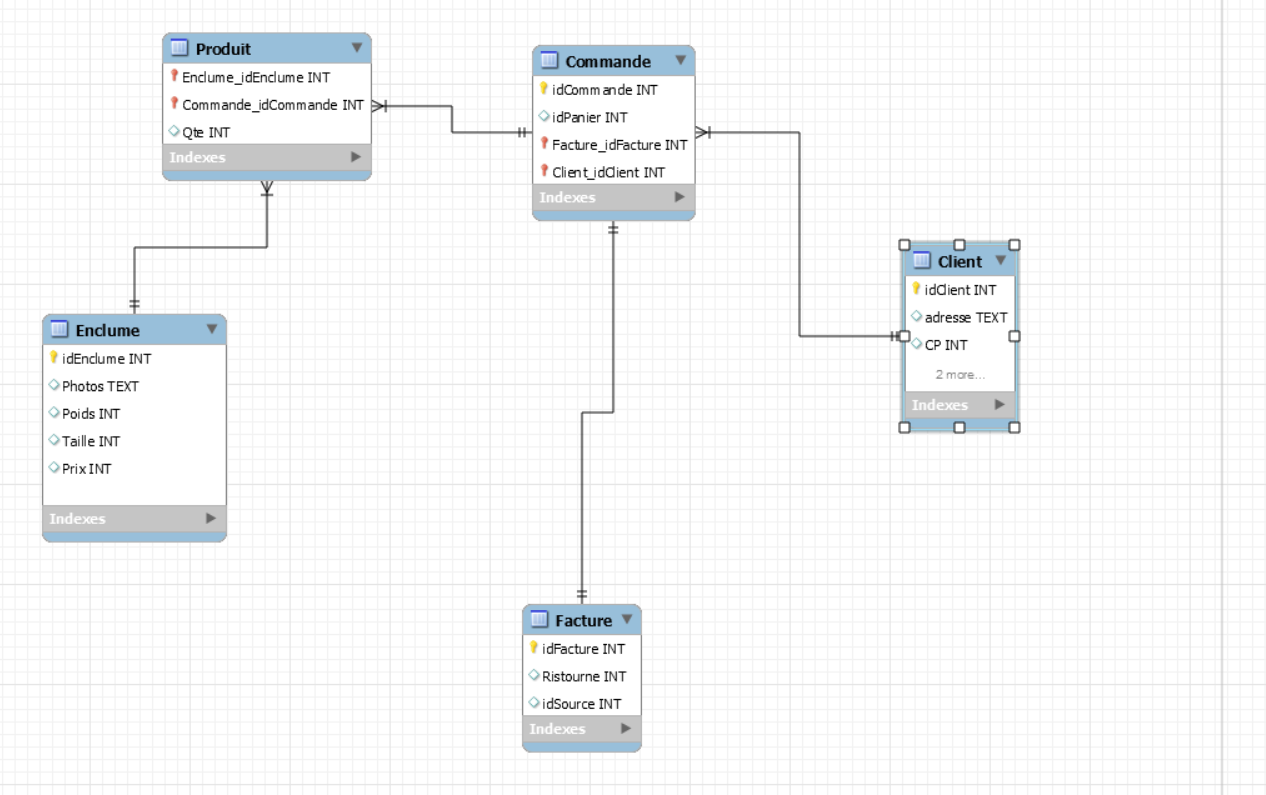 Produit
Enclume_idEnclume INT
Commande_idCommande INT
Qte INT
Indexes
Commande
idCommande INT
idPanier INT
Facture_idFacture INT
Client_idClient INT
Indexes
Client
idClient INT
adresse TEXT
CP INT
2 more...
Indexes
Enclume
idEnclume INT
Photos TEXT
Poids INT
Taille INT
Prix INT
Indexes
Facture
idFacture INT
Ristourne INT
idSource INT
Indexes